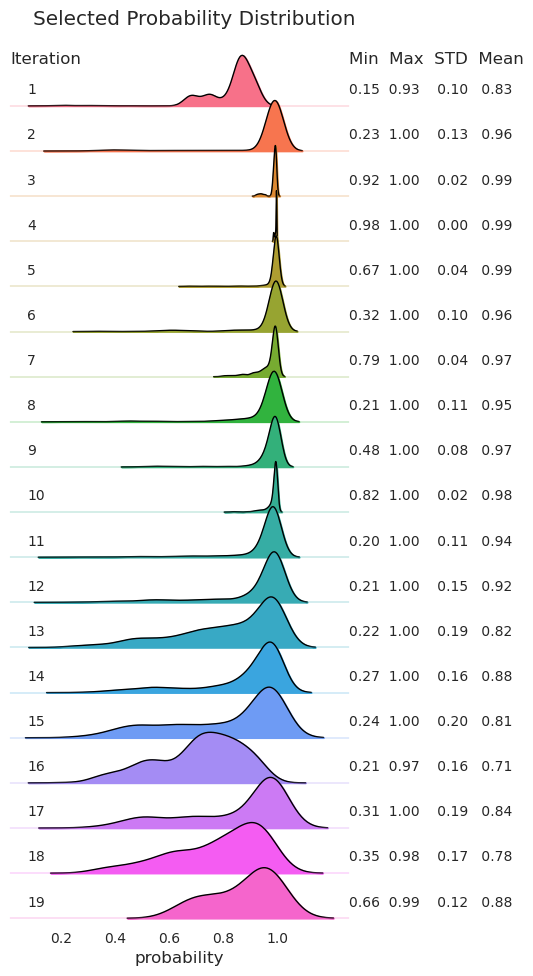 Selected Probability Distribution
Iteration Min Max STD Mean
1 0.15 0.93 0.10 0.83
2 0.23 1.00 0.13 0.96
3 0.92 1.00 0.02 0.99
4 0.98 1.00 0.00 0.99
5 0.67 1.00 0.04 0.99
6 0.32 1.00 0.10 0.96
7 0.79 1.00 0.04 0.97
8 0.21 1.00 0.11 0.95
9 0.48 1.00 0.08 0.97
10 0.82 1.00 0.02 0.98
11 0.20 1.00 0.11 0.94
12 0.21 1.00 0.15 0.92
13 0.22 1.00 0.19 0.82
14 0.27 1.00 0.16 0.88
15 0.24 1.00 0.20 0.81
16 0.21 0.97 0.16 0.71
17 0.31 1.00 0.19 0.84
18 0.35 0.98 0.17 0.78
19 0.66 0.99 0.12 0.88
0.2 0.4 0.6 0.8 1.0
probability